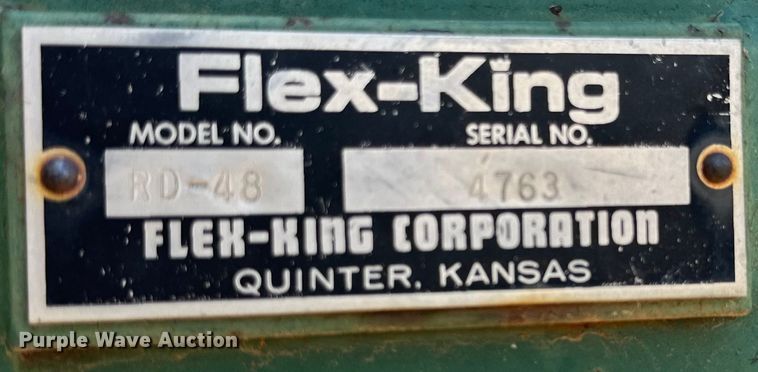 Flex-King
MODEL NO. SERIAL NO.
RD-48 4763
FLEX-KING CORPORATION
QUINTER, KANSAS
Purple Wave Auction